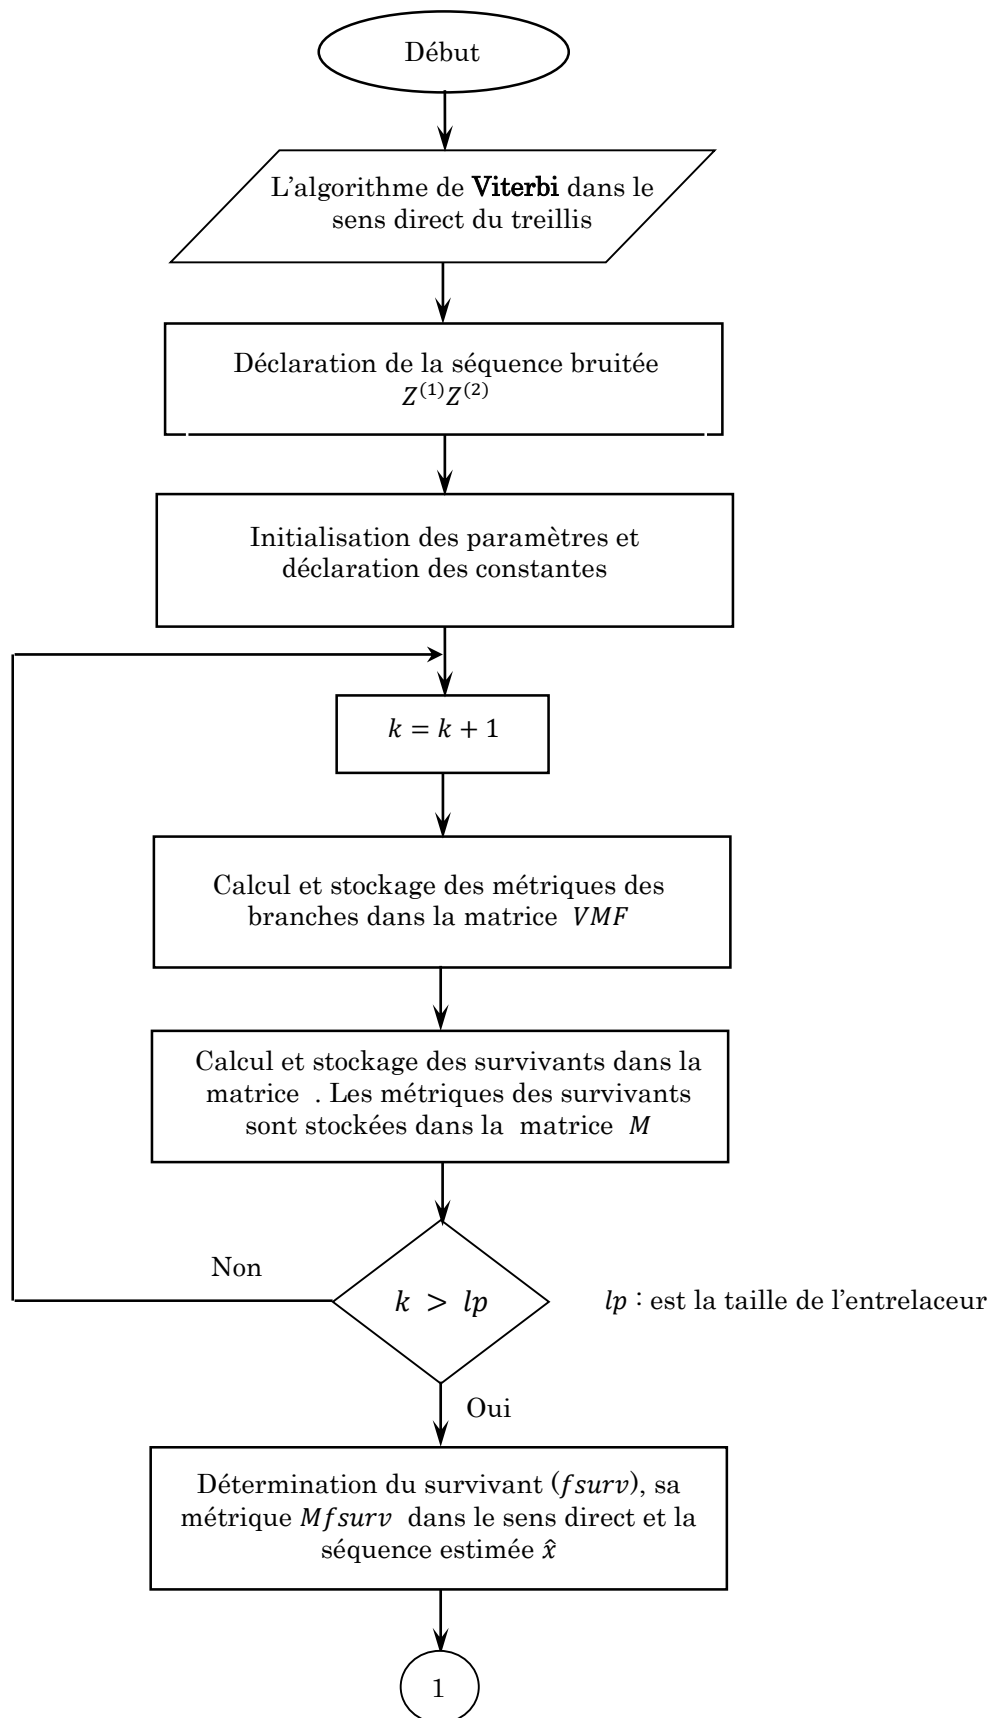 Début
L'algorithme de Viterbi dans le
sens direct du treillis
Déclaration de la séquence bruitée
Z⁽¹⁾Z⁽²⁾
Initialisation des paramètres et
déclaration des constantes
k = k + 1
Calcul et stockage des métriques des
branches dans la matrice VMF
Calcul et stockage des survivants dans la
matrice . Les métriques des survivants
sont stockées dans la matrice M
Non
k > lp
lp : est la taille de l'entrelaceur
Oui
Détermination du survivant (fsurv), sa
métrique Mfsurv dans le sens direct et la
séquence estimée x̂
1